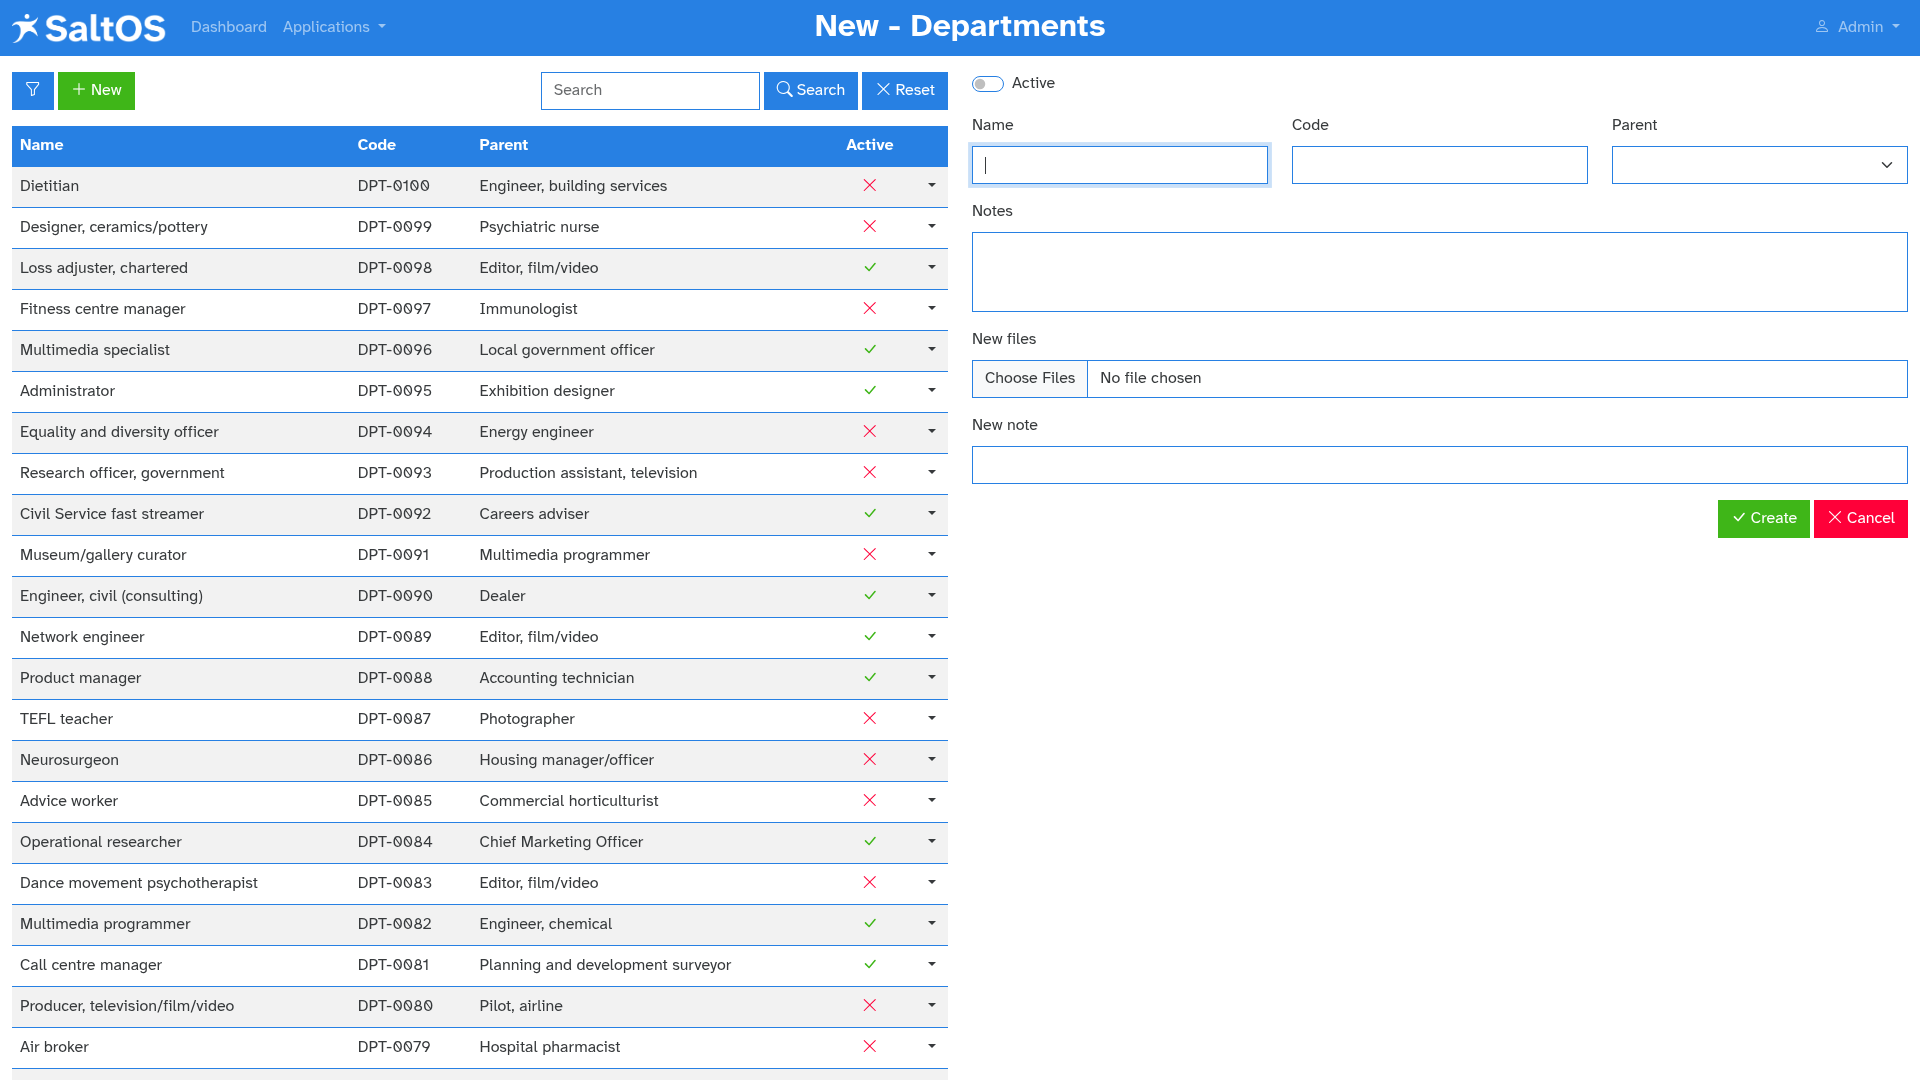 SaltOS Dashboard Applications New - Departments Admin
New Search Search Reset
Name Code Parent Active
Dietitian DPT-0100 Engineer, building services
Designer, ceramics/pottery DPT-0099 Psychiatric nurse
Loss adjuster, chartered DPT-0098 Editor, film/video
Fitness centre manager DPT-0097 Immunologist
Multimedia specialist DPT-0096 Local government officer
Administrator DPT-0095 Exhibition designer
Equality and diversity officer DPT-0094 Energy engineer
Research officer, government DPT-0093 Production assistant, television
Civil Service fast streamer DPT-0092 Careers adviser
Museum/gallery curator DPT-0091 Multimedia programmer
Engineer, civil (consulting) DPT-0090 Dealer
Network engineer DPT-0089 Editor, film/video
Product manager DPT-0088 Accounting technician
TEFL teacher DPT-0087 Photographer
Neurosurgeon DPT-0086 Housing manager/officer
Advice worker DPT-0085 Commercial horticulturist
Operational researcher DPT-0084 Chief Marketing Officer
Dance movement psychotherapist DPT-0083 Editor, film/video
Multimedia programmer DPT-0082 Engineer, chemical
Call centre manager DPT-0081 Planning and development surveyor
Producer, television/film/video DPT-0080 Pilot, airline
Air broker DPT-0079 Hospital pharmacist
Active
Name Code Parent
Notes
New files
Choose Files No file chosen
New note
Create Cancel